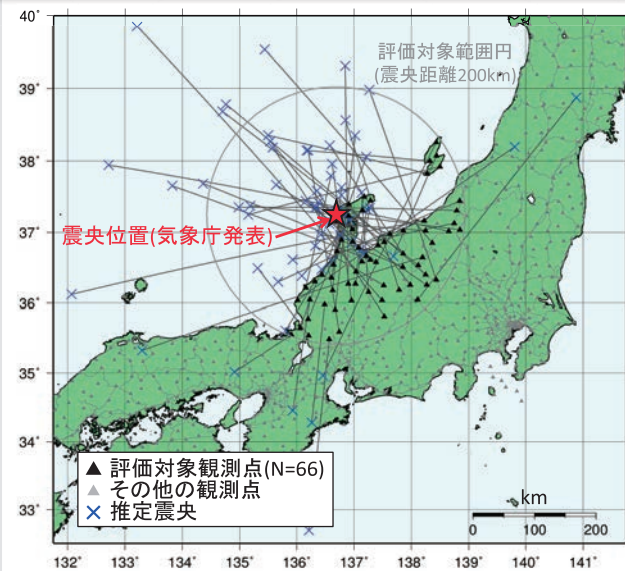 40°
39°
38°
37°
36°
35°
34°
33°
評価対象範囲円
(震央距離200km)
震央位置(気象庁発表)
評価対象観測点(N=66)
その他の観測点
推定震央
km
0 100 200
132° 133° 134° 135° 136° 137° 138° 139° 140° 141°